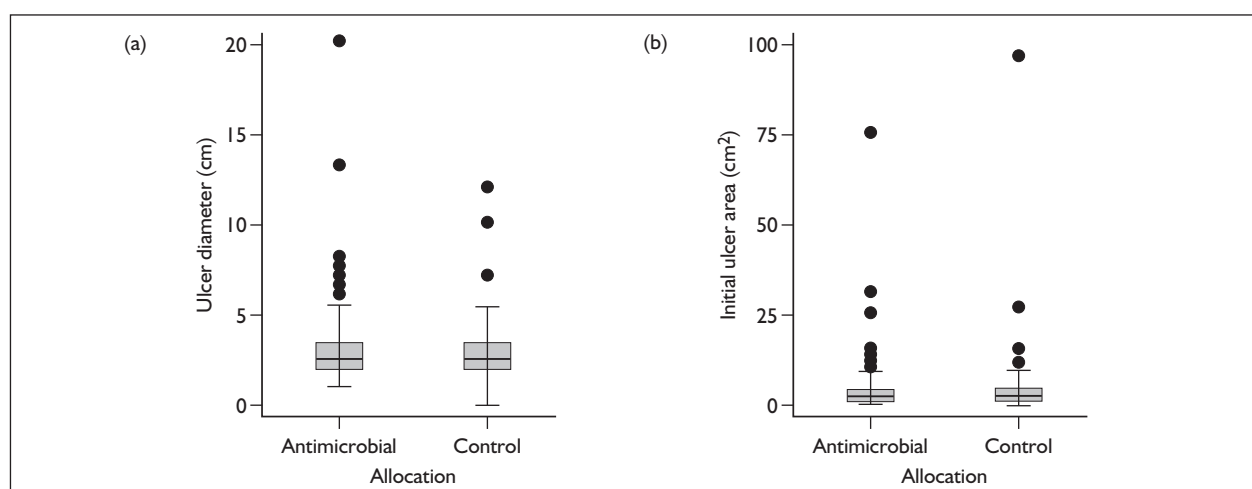 (a)
20
15
10
5
0
Ulcer diameter (cm)
Antimicrobial Control
Allocation
(b)
100
75
50
25
0
Initial ulcer area (cm²)
Antimicrobial Control
Allocation